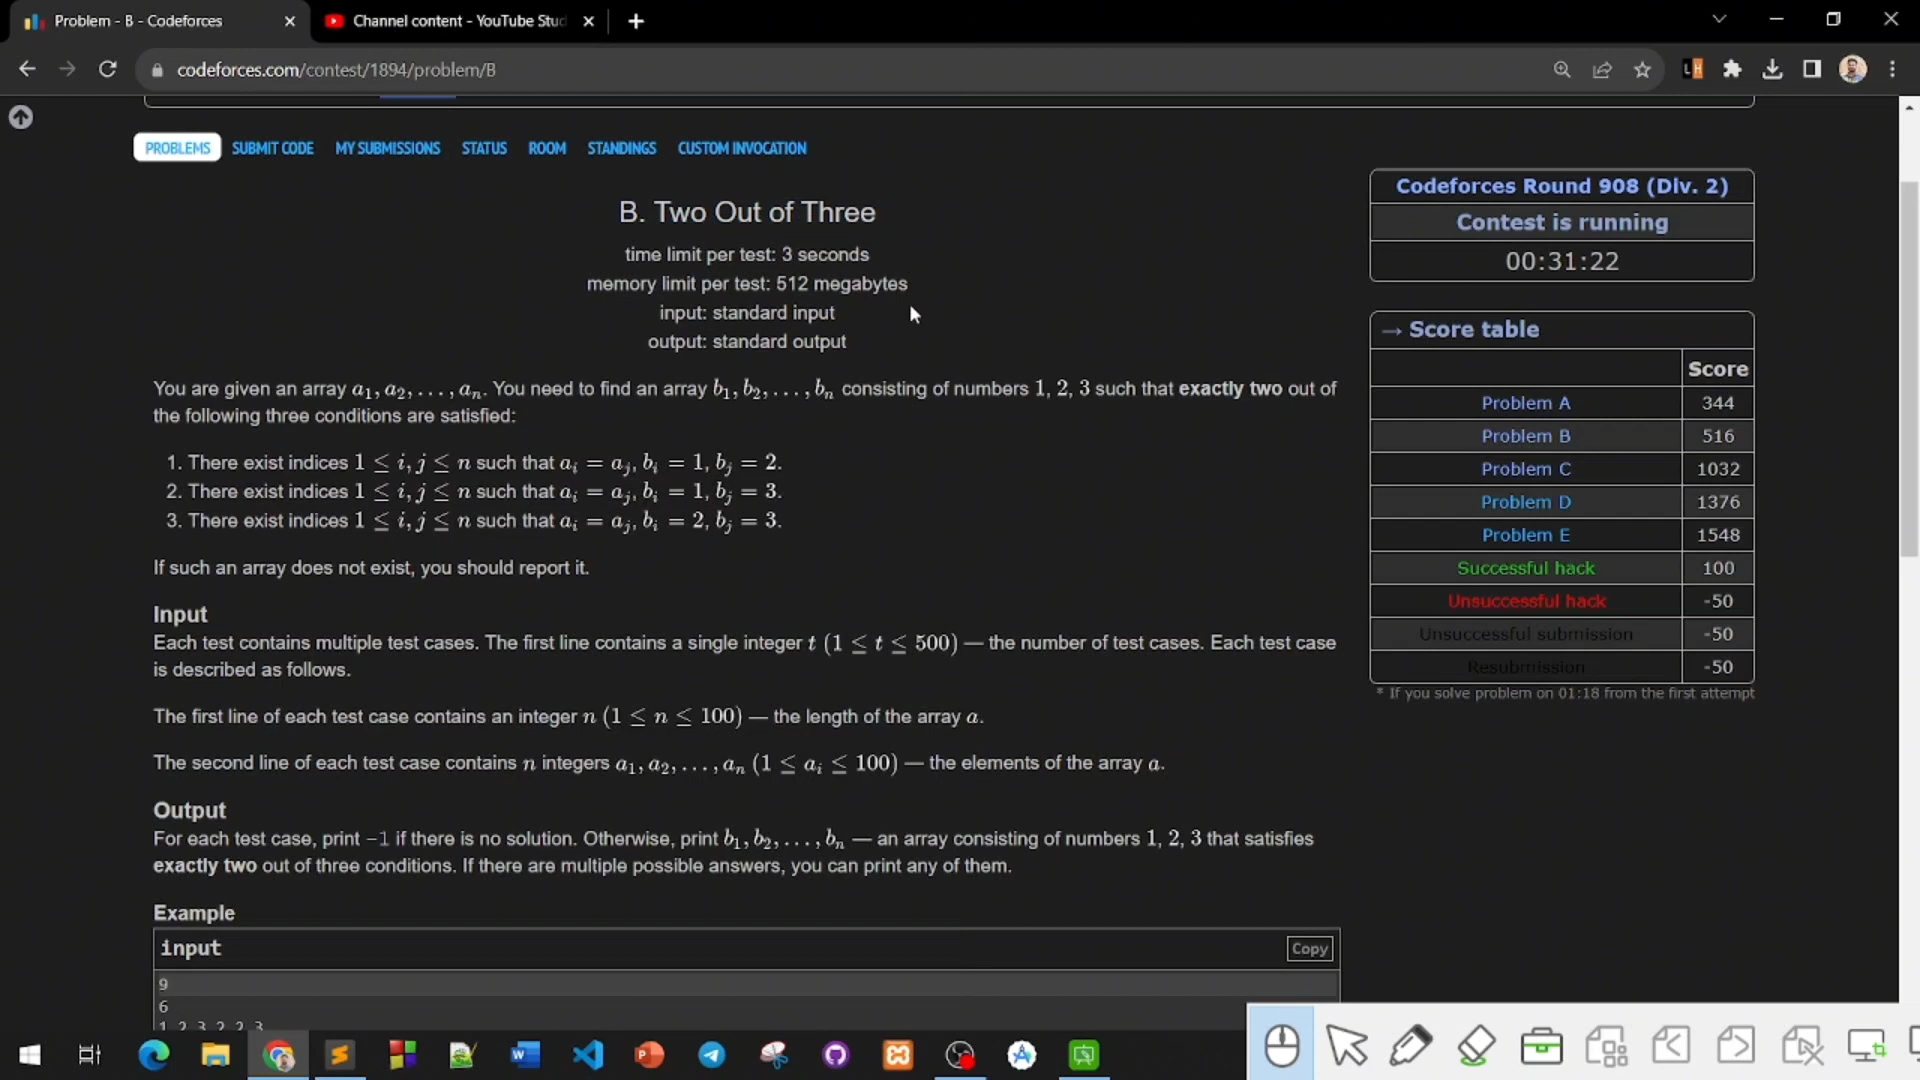 Problem - B - Codeforces
Channel content - YouTube Stud
codeforces.com/contest/1894/problem/B
PROBLEMS SUBMIT CODE MY SUBMISSIONS STATUS ROOM STANDINGS CUSTOM INVOCATION
B. Two Out of Three
time limit per test: 3 seconds
memory limit per test: 512 megabytes
input: standard input
output: standard output
You are given an array a₁, a₂, . . . , aₙ. You need to find an array b₁, b₂, . . . , bₙ consisting of numbers 1, 2, 3 such that exactly two out of
the following three conditions are satisfied:
1. There exist indices 1 ≤ i, j ≤ n such that aᵢ = aⱼ, bᵢ = 1, bⱼ = 2.
2. There exist indices 1 ≤ i, j ≤ n such that aᵢ = aⱼ, bᵢ = 1, bⱼ = 3.
3. There exist indices 1 ≤ i, j ≤ n such that aᵢ = aⱼ, bᵢ = 2, bⱼ = 3.
If such an array does not exist, you should report it.
Input
Each test contains multiple test cases. The first line contains a single integer t (1 ≤ t ≤ 500) — the number of test cases. Each test case
is described as follows.
The first line of each test case contains an integer n (1 ≤ n ≤ 100) — the length of the array a.
The second line of each test case contains n integers a₁, a₂, . . . , aₙ (1 ≤ aᵢ ≤ 100) — the elements of the array a.
Output
For each test case, print −1 if there is no solution. Otherwise, print b₁, b₂, . . . , bₙ — an array consisting of numbers 1, 2, 3 that satisfies
exactly two out of three conditions. If there are multiple possible answers, you can print any of them.
Example
input
Copy
9
6
1 2 3 2 2 3
Codeforces Round 908 (Div. 2)
Contest is running
00:31:22
→ Score table
Score
Problem A 344
Problem B 516
Problem C 1032
Problem D 1376
Problem E 1548
Successful hack 100
Unsuccessful hack -50
Unsuccessful submission -50
Resubmission -50
* If you solve problem on 01:18 from the first attempt